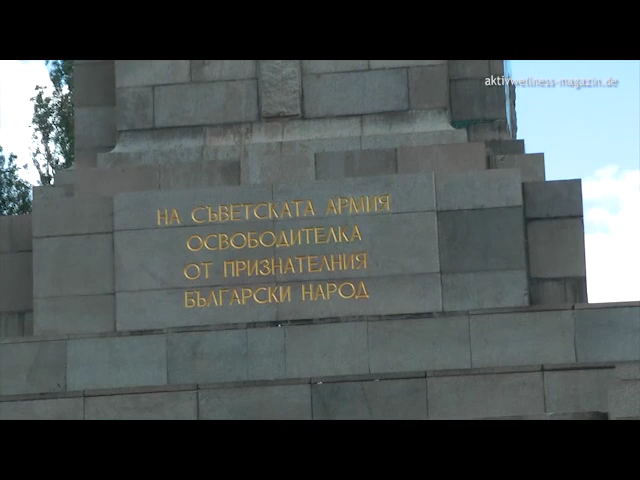 aktivwellness-magazin.de
НА СЪВЕТСКАТА АРМИЯ
ОСВОБОДИТЕЛКА
ОТ ПРИЗНАТЕЛНИЯ
БЪЛГАРСКИ НАРОД